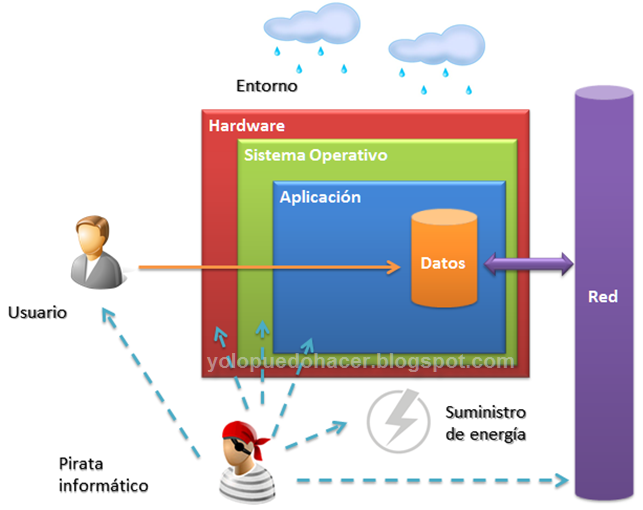 Entorno
Hardware
Sistema Operativo
Aplicación
Datos
Red
Usuario
yolopuedohacer.blogspot.com
Suministro
de energía
Pirata
informático